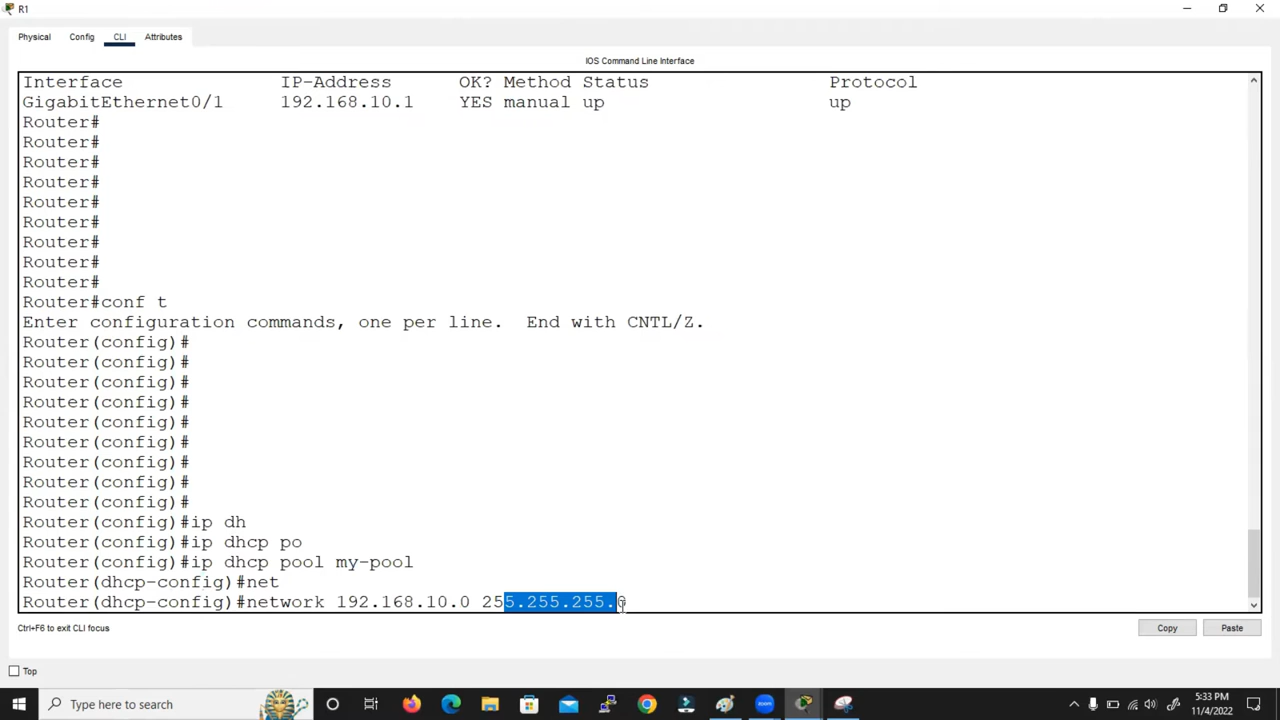 R1
Physical Config CLI Attributes
IOS Command Line Interface
Interface IP-Address OK? Method Status Protocol
GigabitEthernet0/1 192.168.10.1 YES manual up up
Router#
Router#
Router#
Router#
Router#
Router#
Router#
Router#
Router#
Router#conf t
Enter configuration commands, one per line. End with CNTL/Z.
Router(config)#
Router(config)#
Router(config)#
Router(config)#
Router(config)#
Router(config)#
Router(config)#
Router(config)#
Router(config)#
Router(config)#ip dh
Router(config)#ip dhcp po
Router(config)#ip dhcp pool my-pool
Router(dhcp-config)#net
Router(dhcp-config)#network 192.168.10.0 255.255.255.0
Ctrl+F6 to exit CLI focus
Copy Paste
Top
Type here to search
5:33 PM
11/4/2022